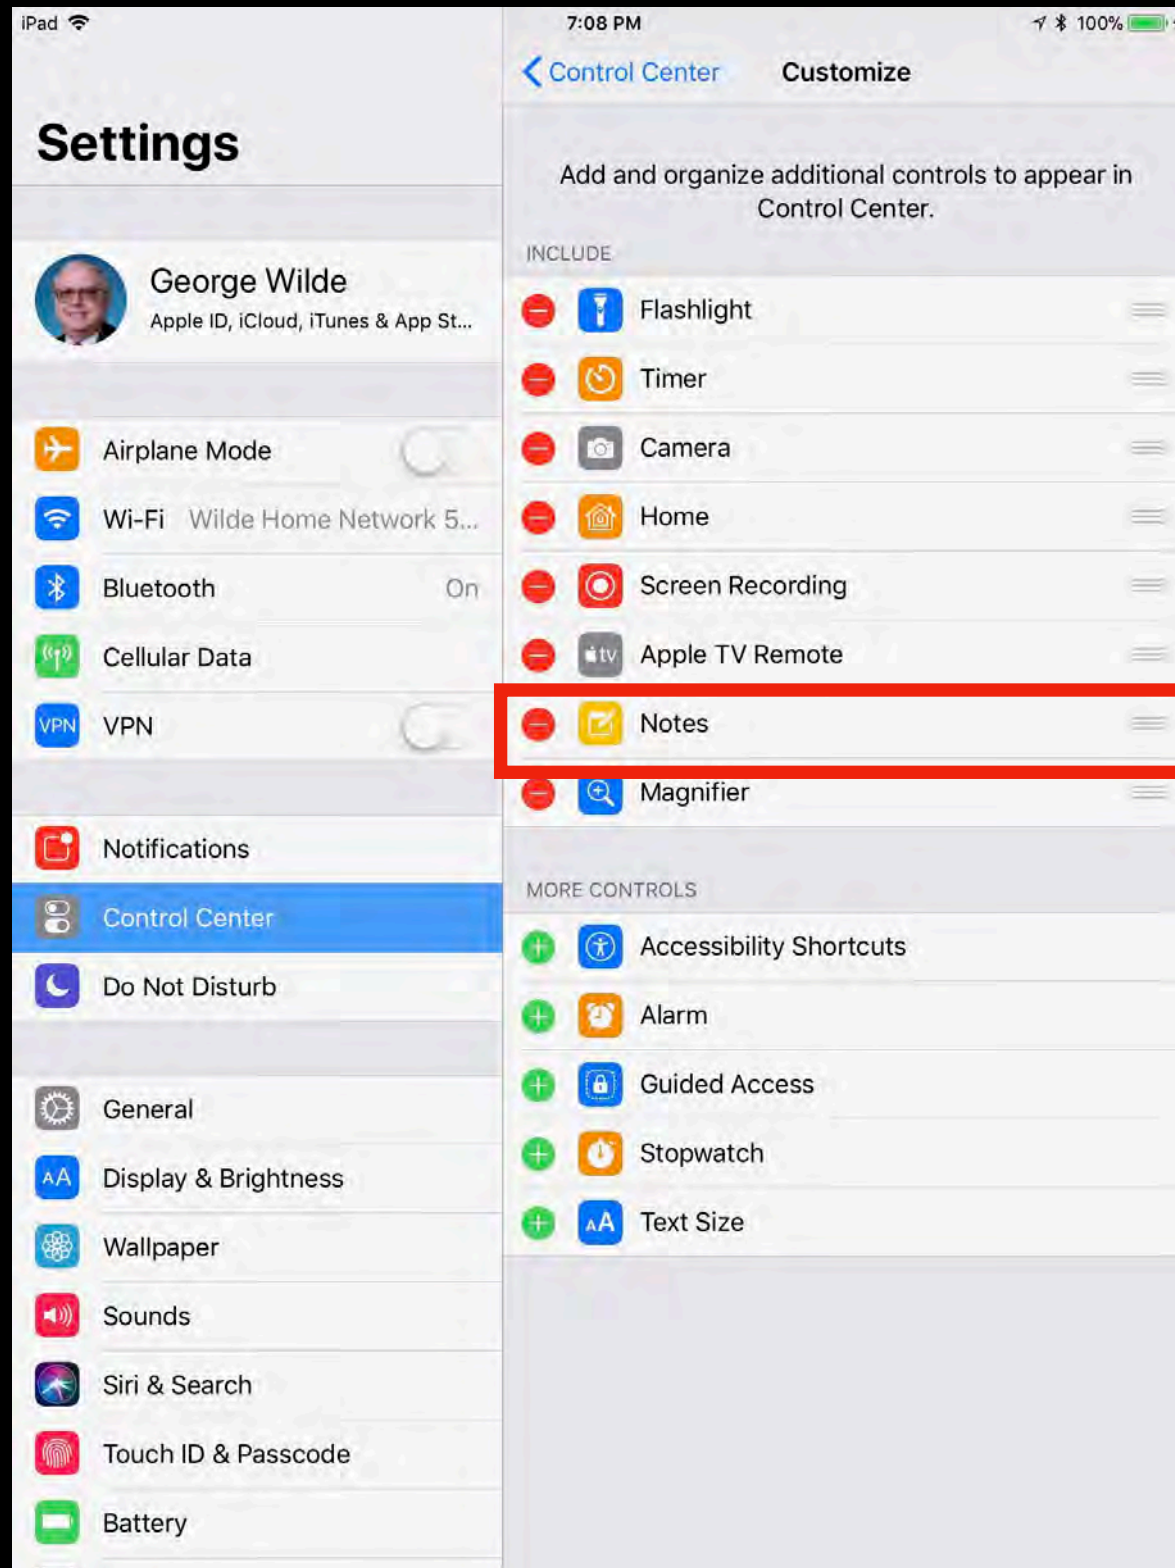 iPad
7:08 PM
100%
Settings
George Wilde
Apple ID, iCloud, iTunes & App St...
Airplane Mode
Wi-Fi Wilde Home Network 5...
Bluetooth On
Cellular Data
VPN VPN
Notifications
Control Center
Do Not Disturb
General
AA Display & Brightness
Wallpaper
Sounds
Siri & Search
Touch ID & Passcode
Battery
Control Center Customize
Add and organize additional controls to appear in
Control Center.
INCLUDE
Flashlight
Timer
Camera
Home
Screen Recording
tv Apple TV Remote
Notes
Magnifier
MORE CONTROLS
Accessibility Shortcuts
Alarm
Guided Access
Stopwatch
AA Text Size